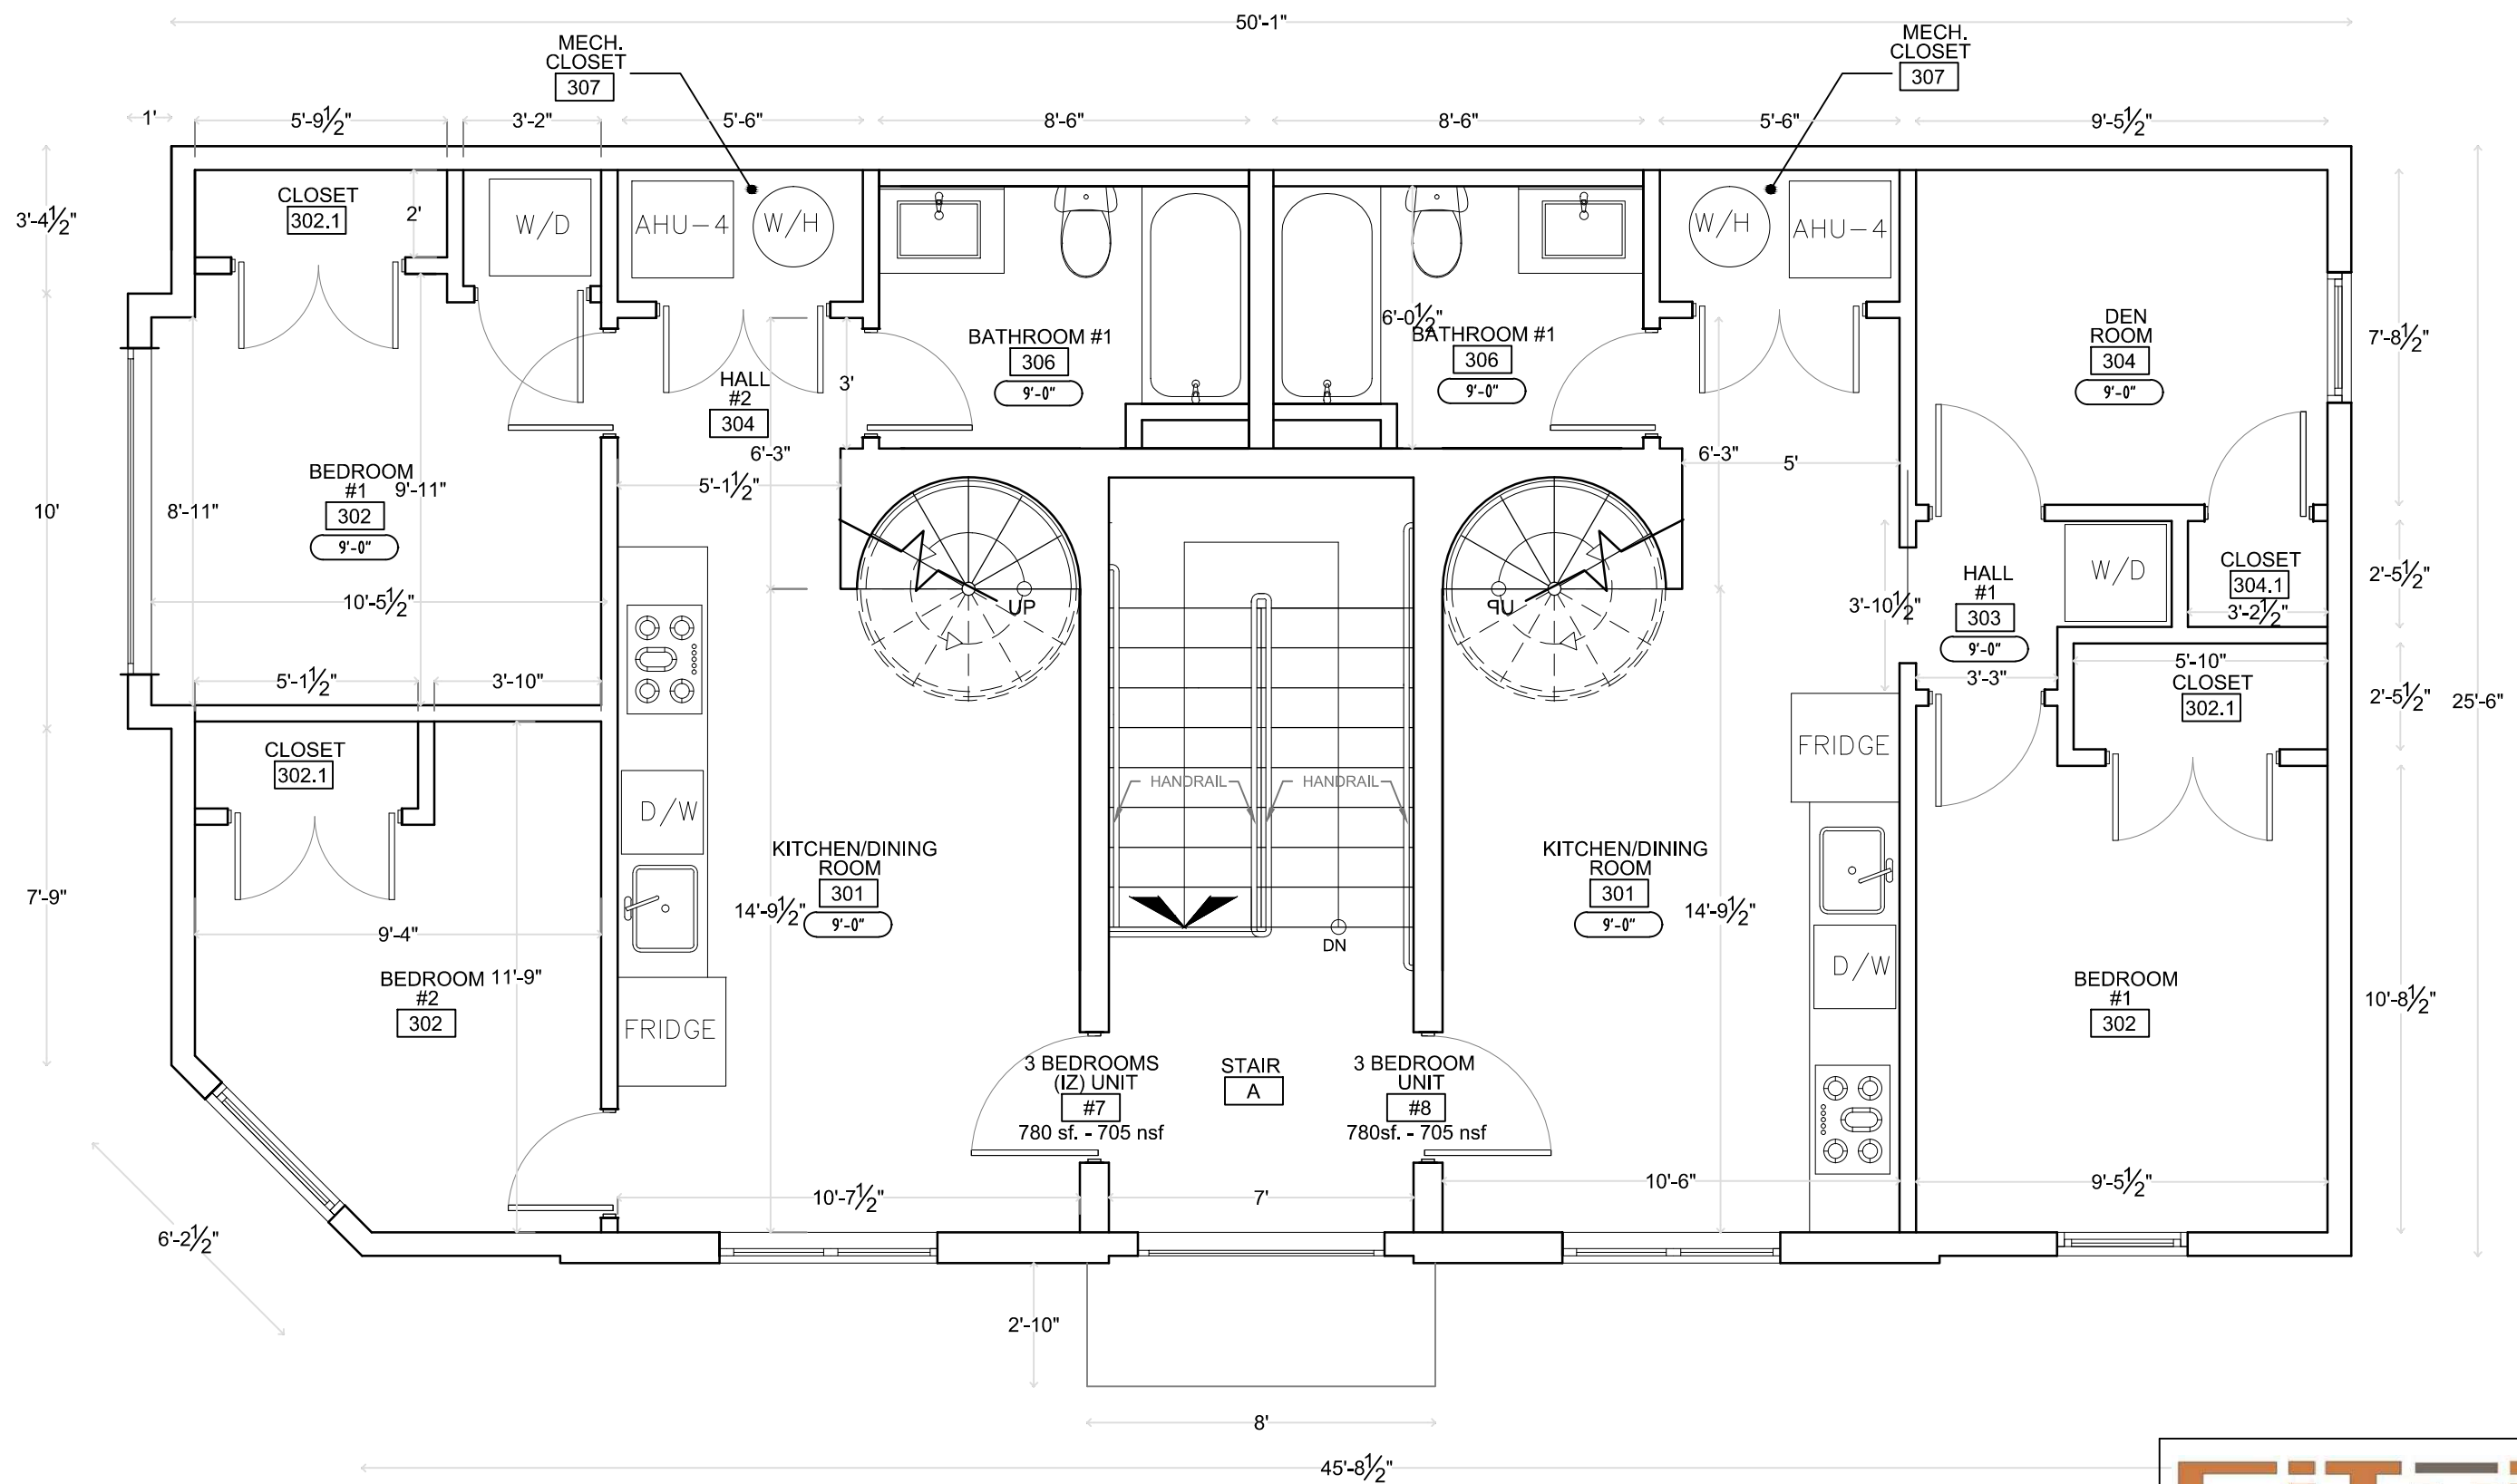 50'-1"
MECH.
CLOSET
307
MECH.
CLOSET
307
1'
5'-9½"
3'-2"
5'-6"
8'-6"
8'-6"
5'-6"
9'-5½"
3'-4½"
CLOSET
302.1
2'
W/D
AHU-4
W/H
W/H
AHU-4
6'-0½"
BATHROOM #1
306
9'-0"
BATHROOM #1
306
9'-0"
DEN
ROOM
304
9'-0"
7'-8½"
HALL
#2
304
3'
6'-3"
5'-1½"
6'-3"
5'
BEDROOM
#1
302
9'-0"
9'-11"
8'-11"
10'
10'-5½"
UP
UP
3'-10½"
HALL
#1
303
9'-0"
W/D
CLOSET
304.1
3'-2½"
2'-5½"
5'-1½"
3'-10"
3'-3"
5'-10"
CLOSET
302.1
2'-5½"
25'-6"
CLOSET
302.1
FRIDGE
HANDRAIL
HANDRAIL
D/W
KITCHEN/DINING
ROOM
301
9'-0"
14'-9½"
KITCHEN/DINING
ROOM
301
9'-0"
14'-9½"
7'-9"
9'-4"
DN
D/W
BEDROOM
#2
302
11'-9"
FRIDGE
BEDROOM
#1
302
10'-8½"
3 BEDROOMS
(IZ) UNIT
#7
780 sf. - 705 nsf
STAIR
A
3 BEDROOM
UNIT
#8
780sf. - 705 nsf
10'-7½"
7'
10'-6"
9'-5½"
6'-2½"
2'-10"
8'
45'-8½"